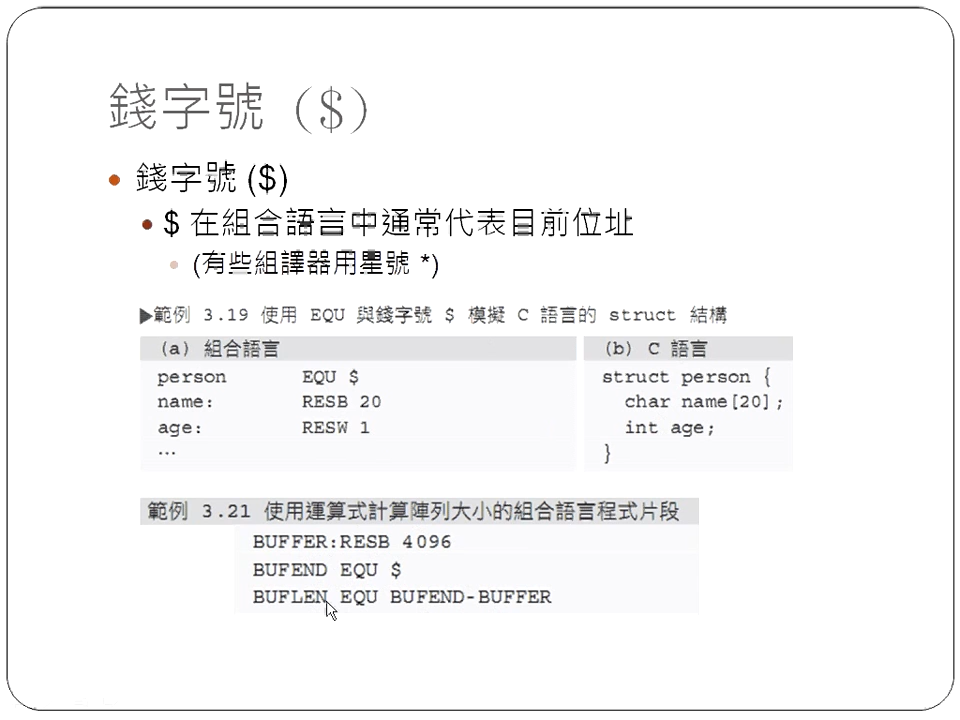 錢字號 ($)
• 錢字號 ($)
• $ 在組合語言中通常代表目前位址
• (有些組譯器用星號 *)
▶範例 3.19 使用 EQU 與錢字號 $ 模擬 C 語言的 struct 結構
(a) 組合語言 (b) C 語言
person EQU $ struct person {
name: RESB 20 char name[20];
age: RESW 1 int age;
… }
範例 3.21 使用運算式計算陣列大小的組合語言程式片段
BUFFER:RESB 4096
BUFEND EQU $
BUFLEN EQU BUFEND-BUFFER